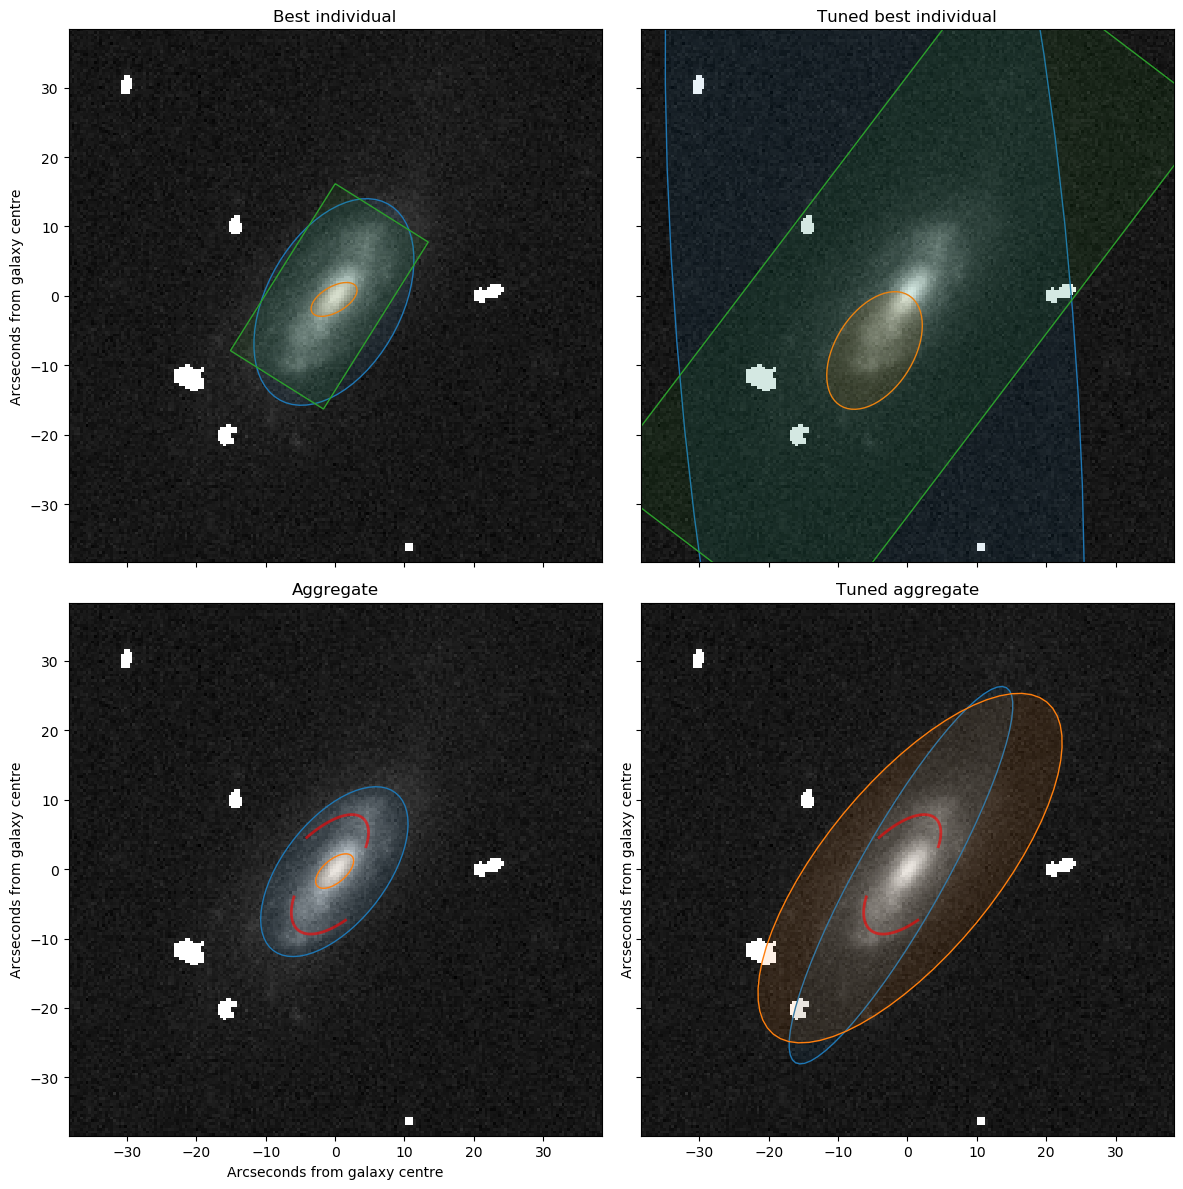 Best individual
Tuned best individual
Arcseconds from galaxy centre
30
20
10
0
−10
−20
−30
Aggregate
Tuned aggregate
Arcseconds from galaxy centre
30
20
10
0
−10
−20
−30
Arcseconds from galaxy centre
−30 −20 −10 0 10 20 30
−30 −20 −10 0 10 20 30
Arcseconds from galaxy centre